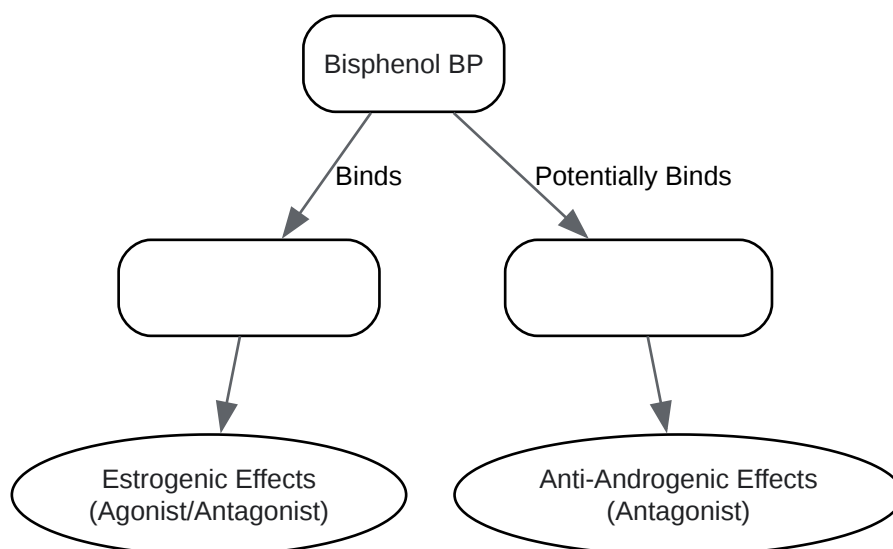 Bisphenol BP
Binds
Potentially Binds
Estrogenic Effects
(Agonist/Antagonist)
Anti-Androgenic Effects
(Antagonist)